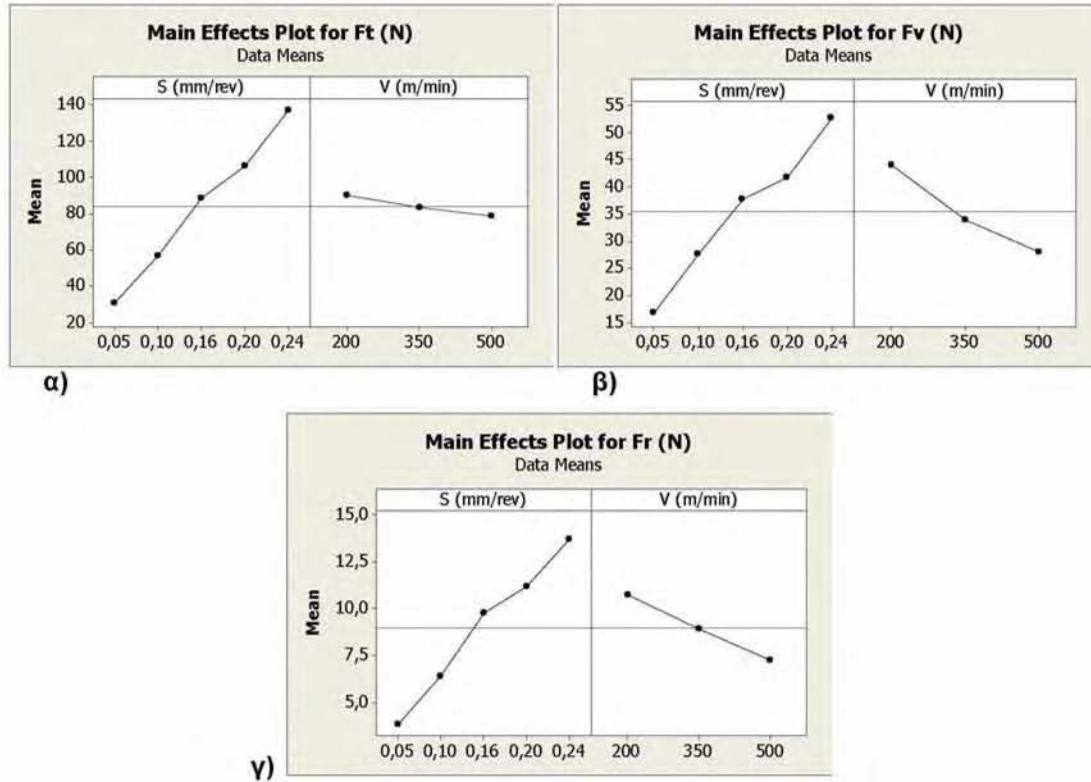 Main Effects Plot for Ft (N)
Data Means
S (mm/rev) V (m/min)
140
120
100
80
60
40
20
Mean
0,05 0,10 0,16 0,20 0,24 200 350 500
α)
Main Effects Plot for Fv (N)
Data Means
S (mm/rev) V (m/min)
55
50
45
40
35
30
25
20
15
Mean
0,05 0,10 0,16 0,20 0,24 200 350 500
β)
Main Effects Plot for Fr (N)
Data Means
S (mm/rev) V (m/min)
15,0
12,5
10,0
7,5
5,0
Mean
0,05 0,10 0,16 0,20 0,24 200 350 500
γ)